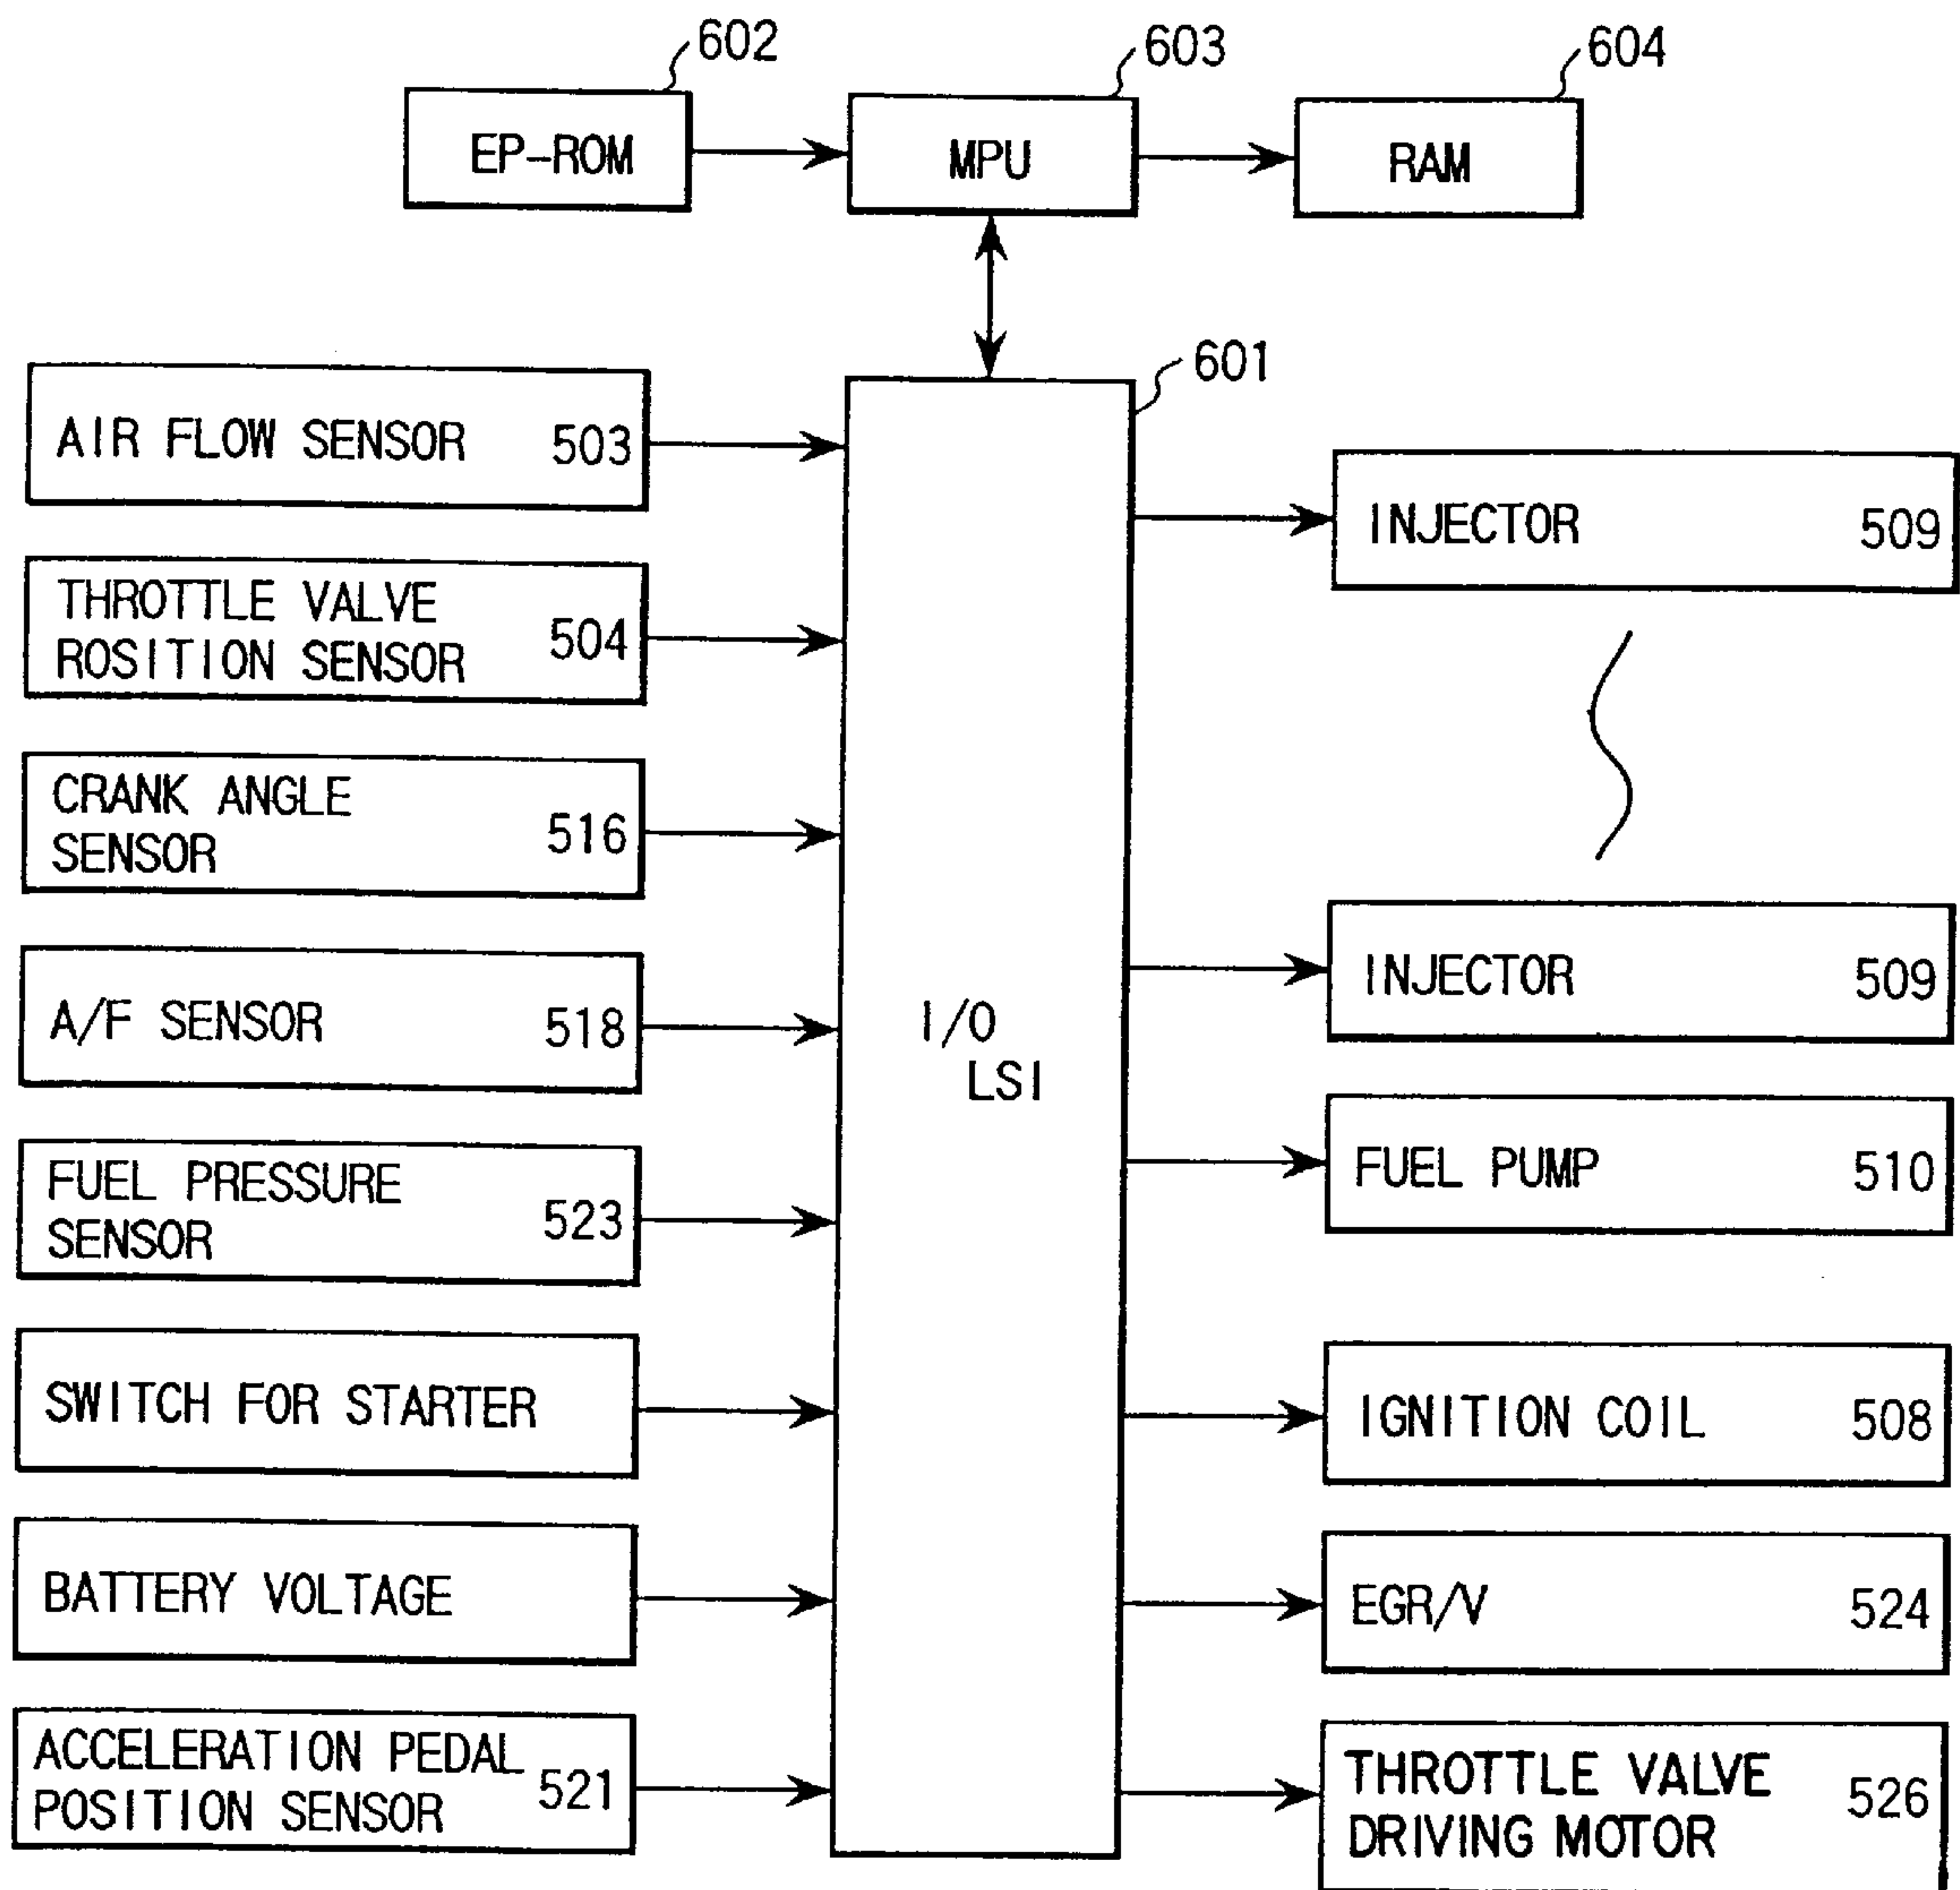 602
603
604
EP-ROM
MPU
RAM
601
AIR FLOW SENSOR 503
THROTTLE VALVE
ROSITION SENSOR 504
CRANK ANGLE
SENSOR 516
A/F SENSOR 518
FUEL PRESSURE
SENSOR 523
SWITCH FOR STARTER
BATTERY VOLTAGE
ACCELERATION PEDAL
POSITION SENSOR 521
I/O
LSI
INJECTOR 509
INJECTOR 509
FUEL PUMP 510
IGNITION COIL 508
EGR/V 524
THROTTLE VALVE
DRIVING MOTOR 526